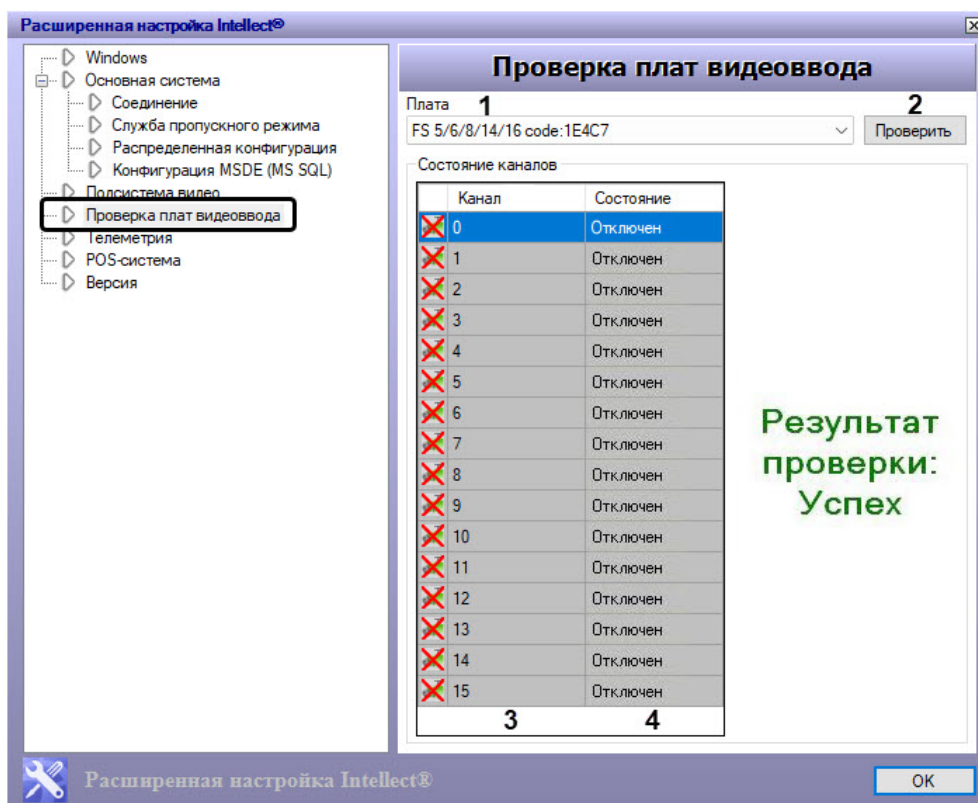 Расширенная настройка Intellect®
Windows
Основная система
Соединение
Служба пропускного режима
Распределенная конфигурация
Конфигурация MSDE (MS SQL)
Подсистема видео
Проверка плат видеоввода
Телеметрия
POS-система
Версия
Проверка плат видеоввода
Плата 1 2
FS 5/6/8/14/16 code:1E4C7 Проверить
Состояние каналов
Канал Состояние
0 Отключен
1 Отключен
2 Отключен
3 Отключен
4 Отключен
5 Отключен
6 Отключен
7 Отключен
8 Отключен
9 Отключен
10 Отключен
11 Отключен
12 Отключен
13 Отключен
14 Отключен
15 Отключен
3 4
Результат
проверки:
Успех
Расширенная настройка Intellect®
OK